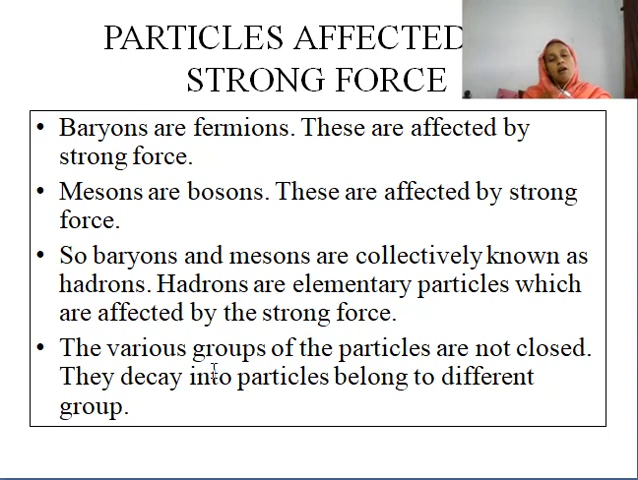 PARTICLES AFFECTED
STRONG FORCE
• Baryons are fermions. These are affected by
strong force.
• Mesons are bosons. These are affected by strong
force.
• So baryons and mesons are collectively known as
hadrons. Hadrons are elementary particles which
are affected by the strong force.
• The various groups of the particles are not closed.
They decay into particles belong to different
group.